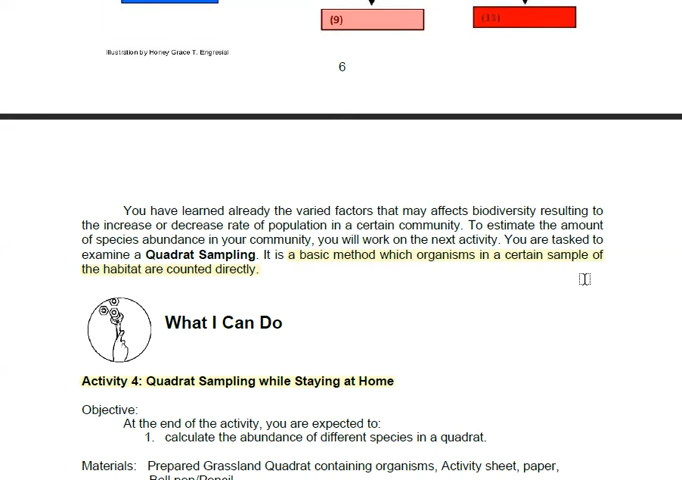 (9)
(11)
Illustration by Honey Grace T. Engresial
6
You have learned already the varied factors that may affects biodiversity resulting to
the increase or decrease rate of population in a certain community. To estimate the amount
of species abundance in your community, you will work on the next activity. You are tasked to
examine a Quadrat Sampling. It is a basic method which organisms in a certain sample of
the habitat are counted directly.
What I Can Do
Activity 4: Quadrat Sampling while Staying at Home
Objective:
At the end of the activity, you are expected to:
1. calculate the abundance of different species in a quadrat.
Materials: Prepared Grassland Quadrat containing organisms, Activity sheet, paper,
Ball pen/Pencil